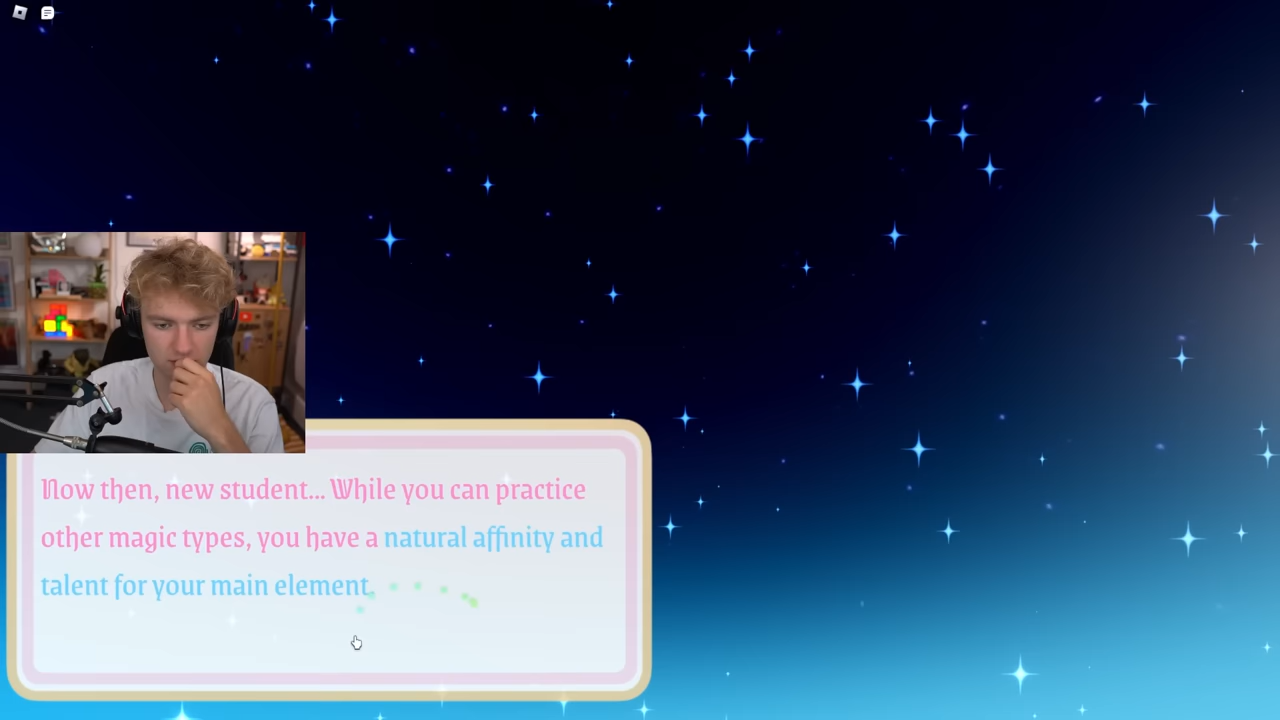 Now then, new student... While you can practice
other magic types, you have a natural affinity and
talent for your main element